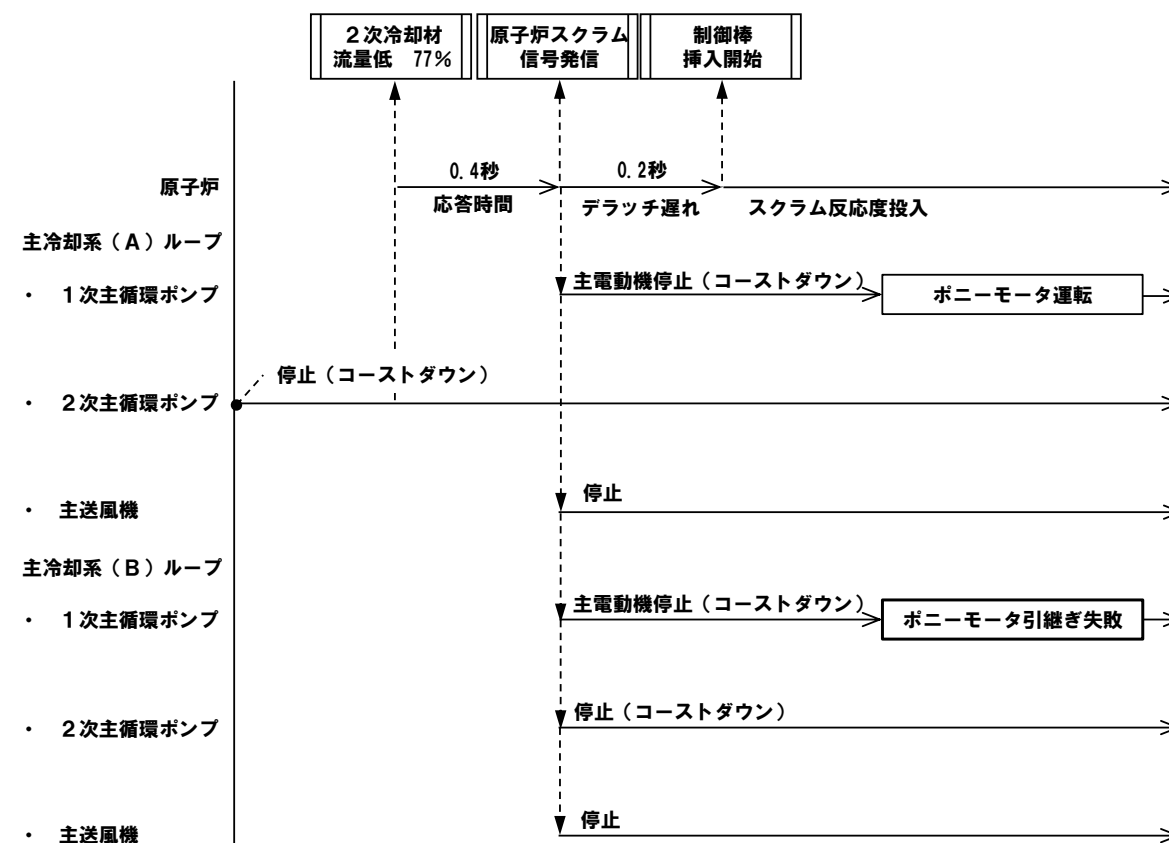 ２次冷却材
流量低　77％
原子炉スクラム
信号発信
制御棒
挿入開始
原子炉
0.4秒
応答時間
0.2秒
デラッチ遅れ
スクラム反応度投入
主冷却系（Ａ）ループ
・　１次主循環ポンプ
主電動機停止（コーストダウン）
ポニーモータ運転
停止（コーストダウン）
・　２次主循環ポンプ
・　主送風機
停止
主冷却系（Ｂ）ループ
・　１次主循環ポンプ
主電動機停止（コーストダウン）
ポニーモータ引継ぎ失敗
・　２次主循環ポンプ
停止（コーストダウン）
・　主送風機
停止